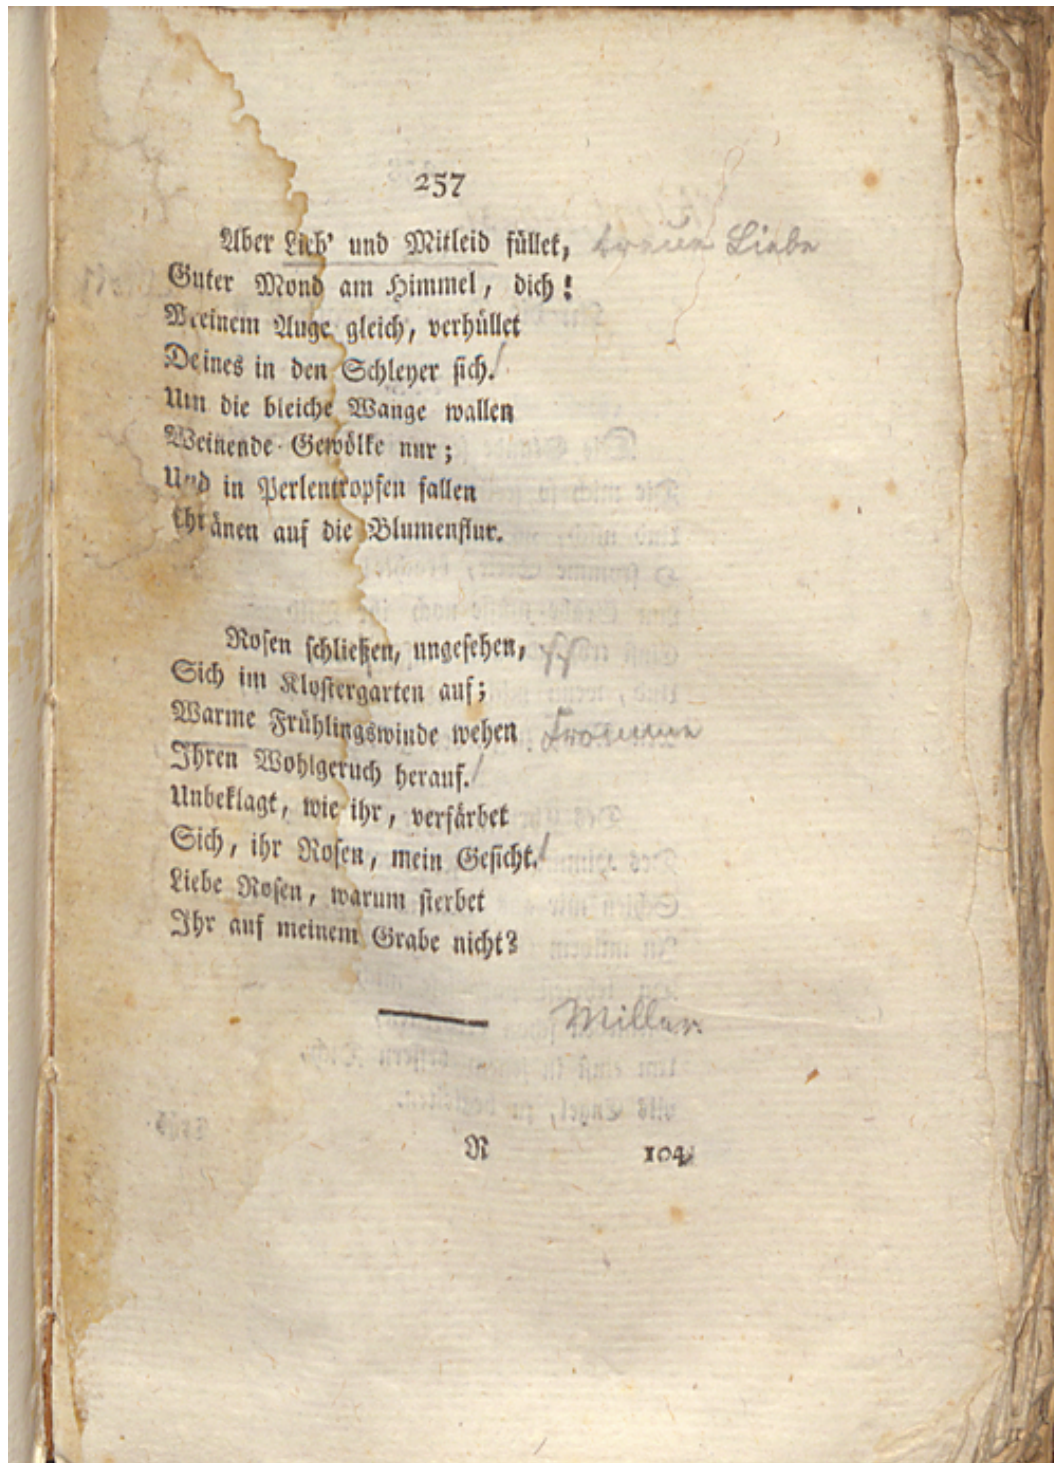 257
Aber Lieb' und Mitleid füllet, treue Liebe
Guter Mond am Himmel, dich!
Meinem Auge gleich, verhüllet
Deines in den Schleyer sich.
Um die bleiche Wange wallen
Weinende Gewölke nur;
Und in Perlentropfen fallen
Thränen auf die Blumenflur.
Rosen schließen, ungesehen,
Sich im Klostergarten auf;
Warme Frühlingswinde wehen Fromme
Ihren Wohlgeruch herauf.
Unbeklagt, wie ihr, verfärbet
Sich, ihr Rosen, mein Gesicht.
Liebe Rosen, warum sterbet
Ihr auf meinem Grabe nicht?
Miller.
R 104